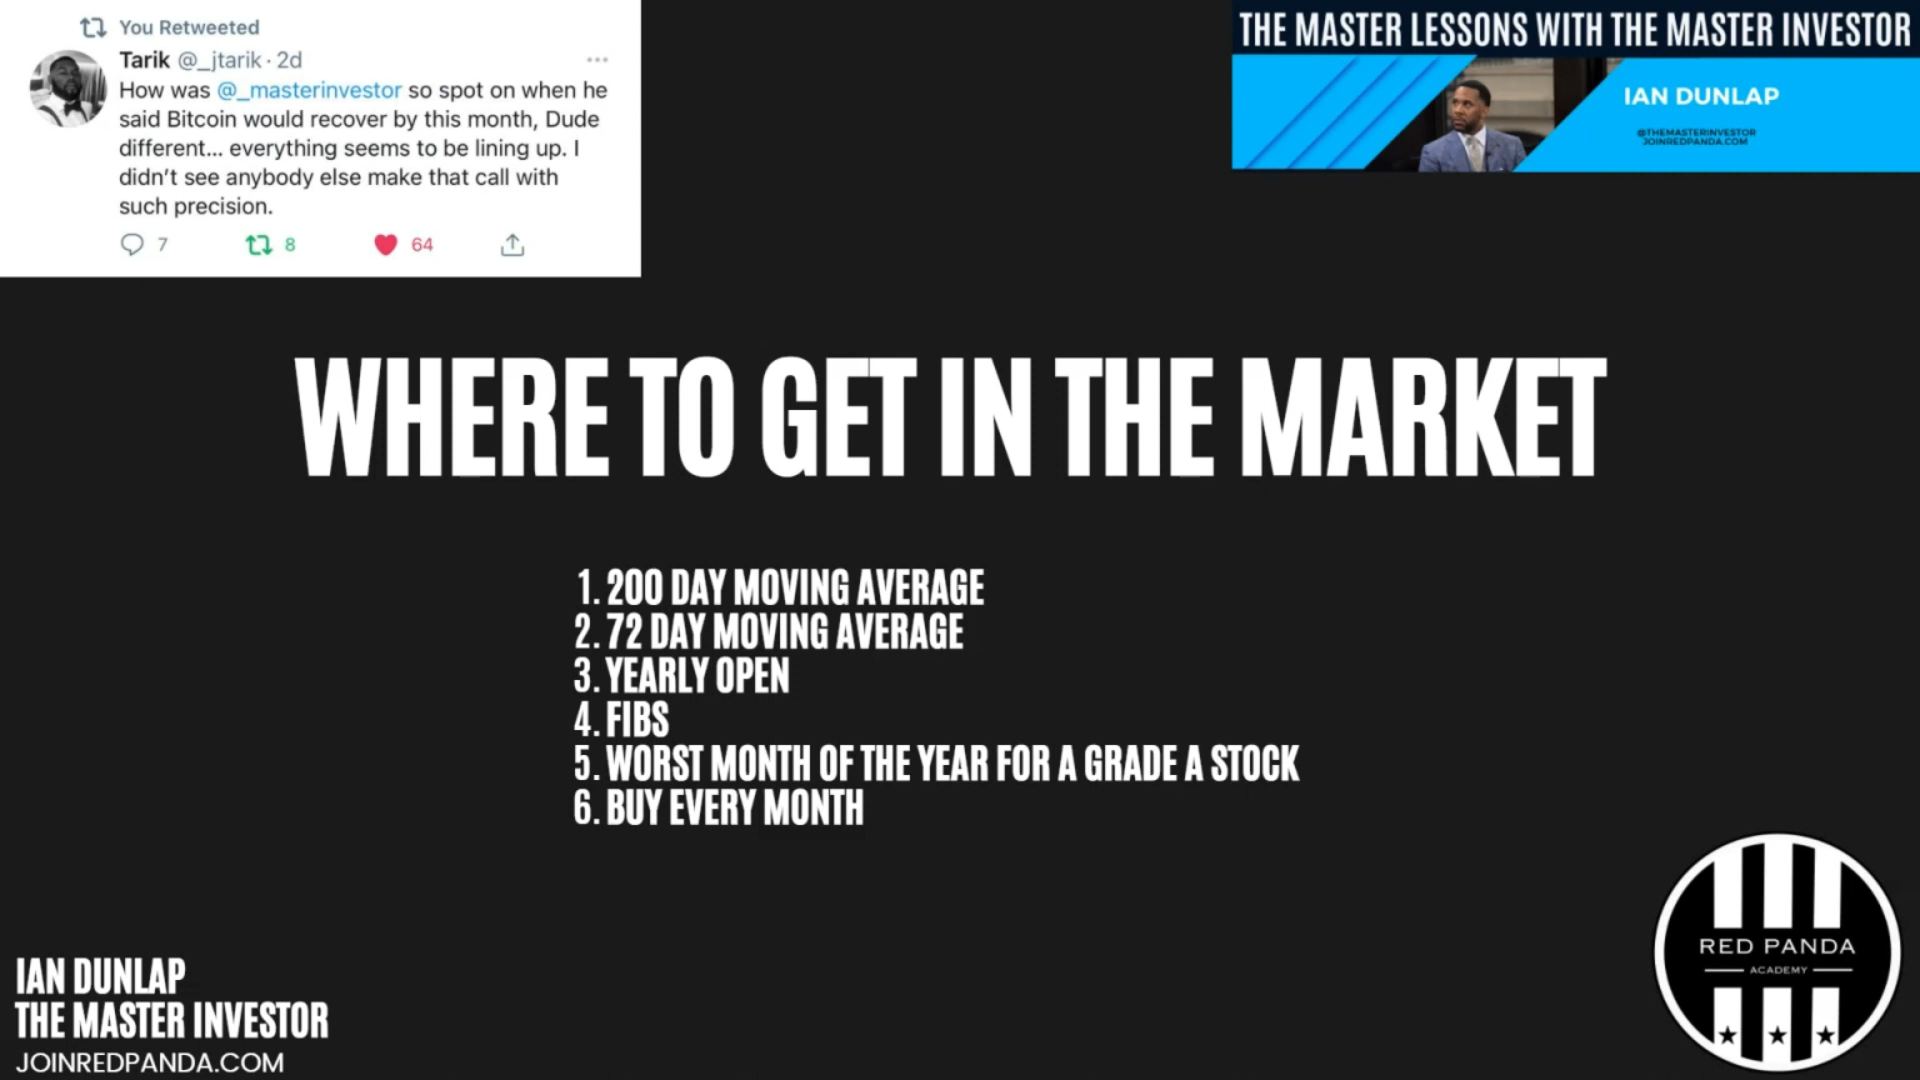 You Retweeted
Tarik @_jtarik · 2d
How was @_masterinvestor so spot on when he
said Bitcoin would recover by this month, Dude
different... everything seems to be lining up. I
didn't see anybody else make that call with
such precision.
7 8 64
THE MASTER LESSONS WITH THE MASTER INVESTOR
IAN DUNLAP
@THEMASTERINVESTOR
JOINREDPANDA.COM
WHERE TO GET IN THE MARKET
1. 200 DAY MOVING AVERAGE
2. 72 DAY MOVING AVERAGE
3. YEARLY OPEN
4. FIBS
5. WORST MONTH OF THE YEAR FOR A GRADE A STOCK
6. BUY EVERY MONTH
IAN DUNLAP
THE MASTER INVESTOR
JOINREDPANDA.COM
RED PANDA
ACADEMY